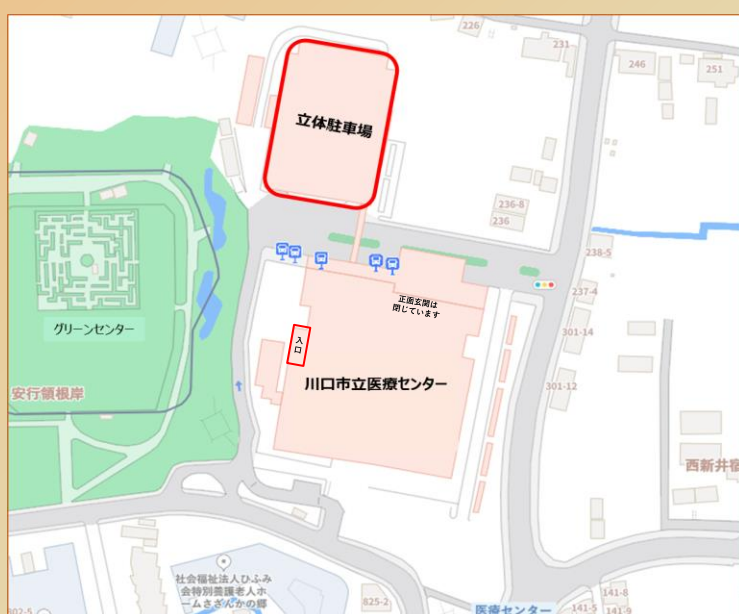 226
231
246
251
立体駐車場
236-8
236
238-5
237-4
正面玄関は
閉じています
301-14
グリーンセンター
入口
川口市立医療センター
301-12
安行領根岸
西新井宿
社会福祉法人ひふみ
会特別養護老人ホ
ームさざんかの郷
825-2
医療センター
141-8
141-5
141-9
802-5